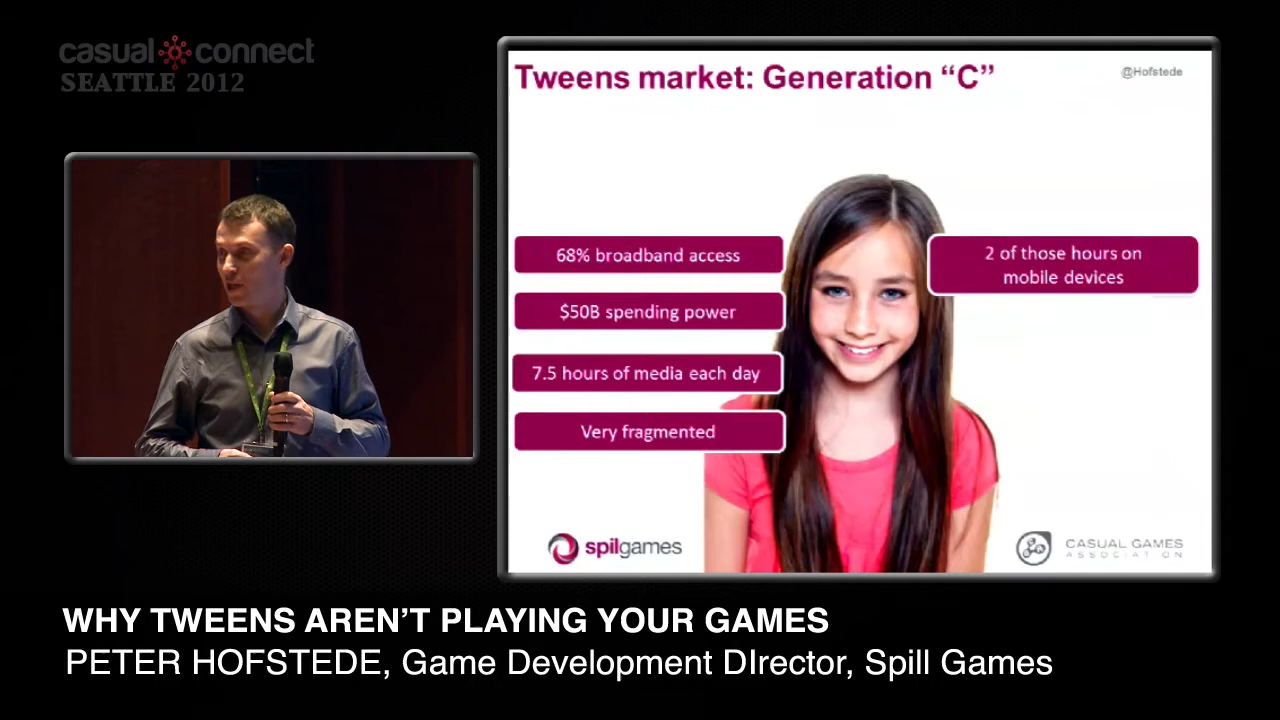 casual connect
SEATTLE 2012
Tweens market: Generation “C”
@Hofstede
68% broadband access
$50B spending power
7.5 hours of media each day
Very fragmented
2 of those hours on
mobile devices
spilgames
CASUAL GAMES
ASSOCIATION
WHY TWEENS AREN’T PLAYING YOUR GAMES
PETER HOFSTEDE, Game Development DIrector, Spill Games